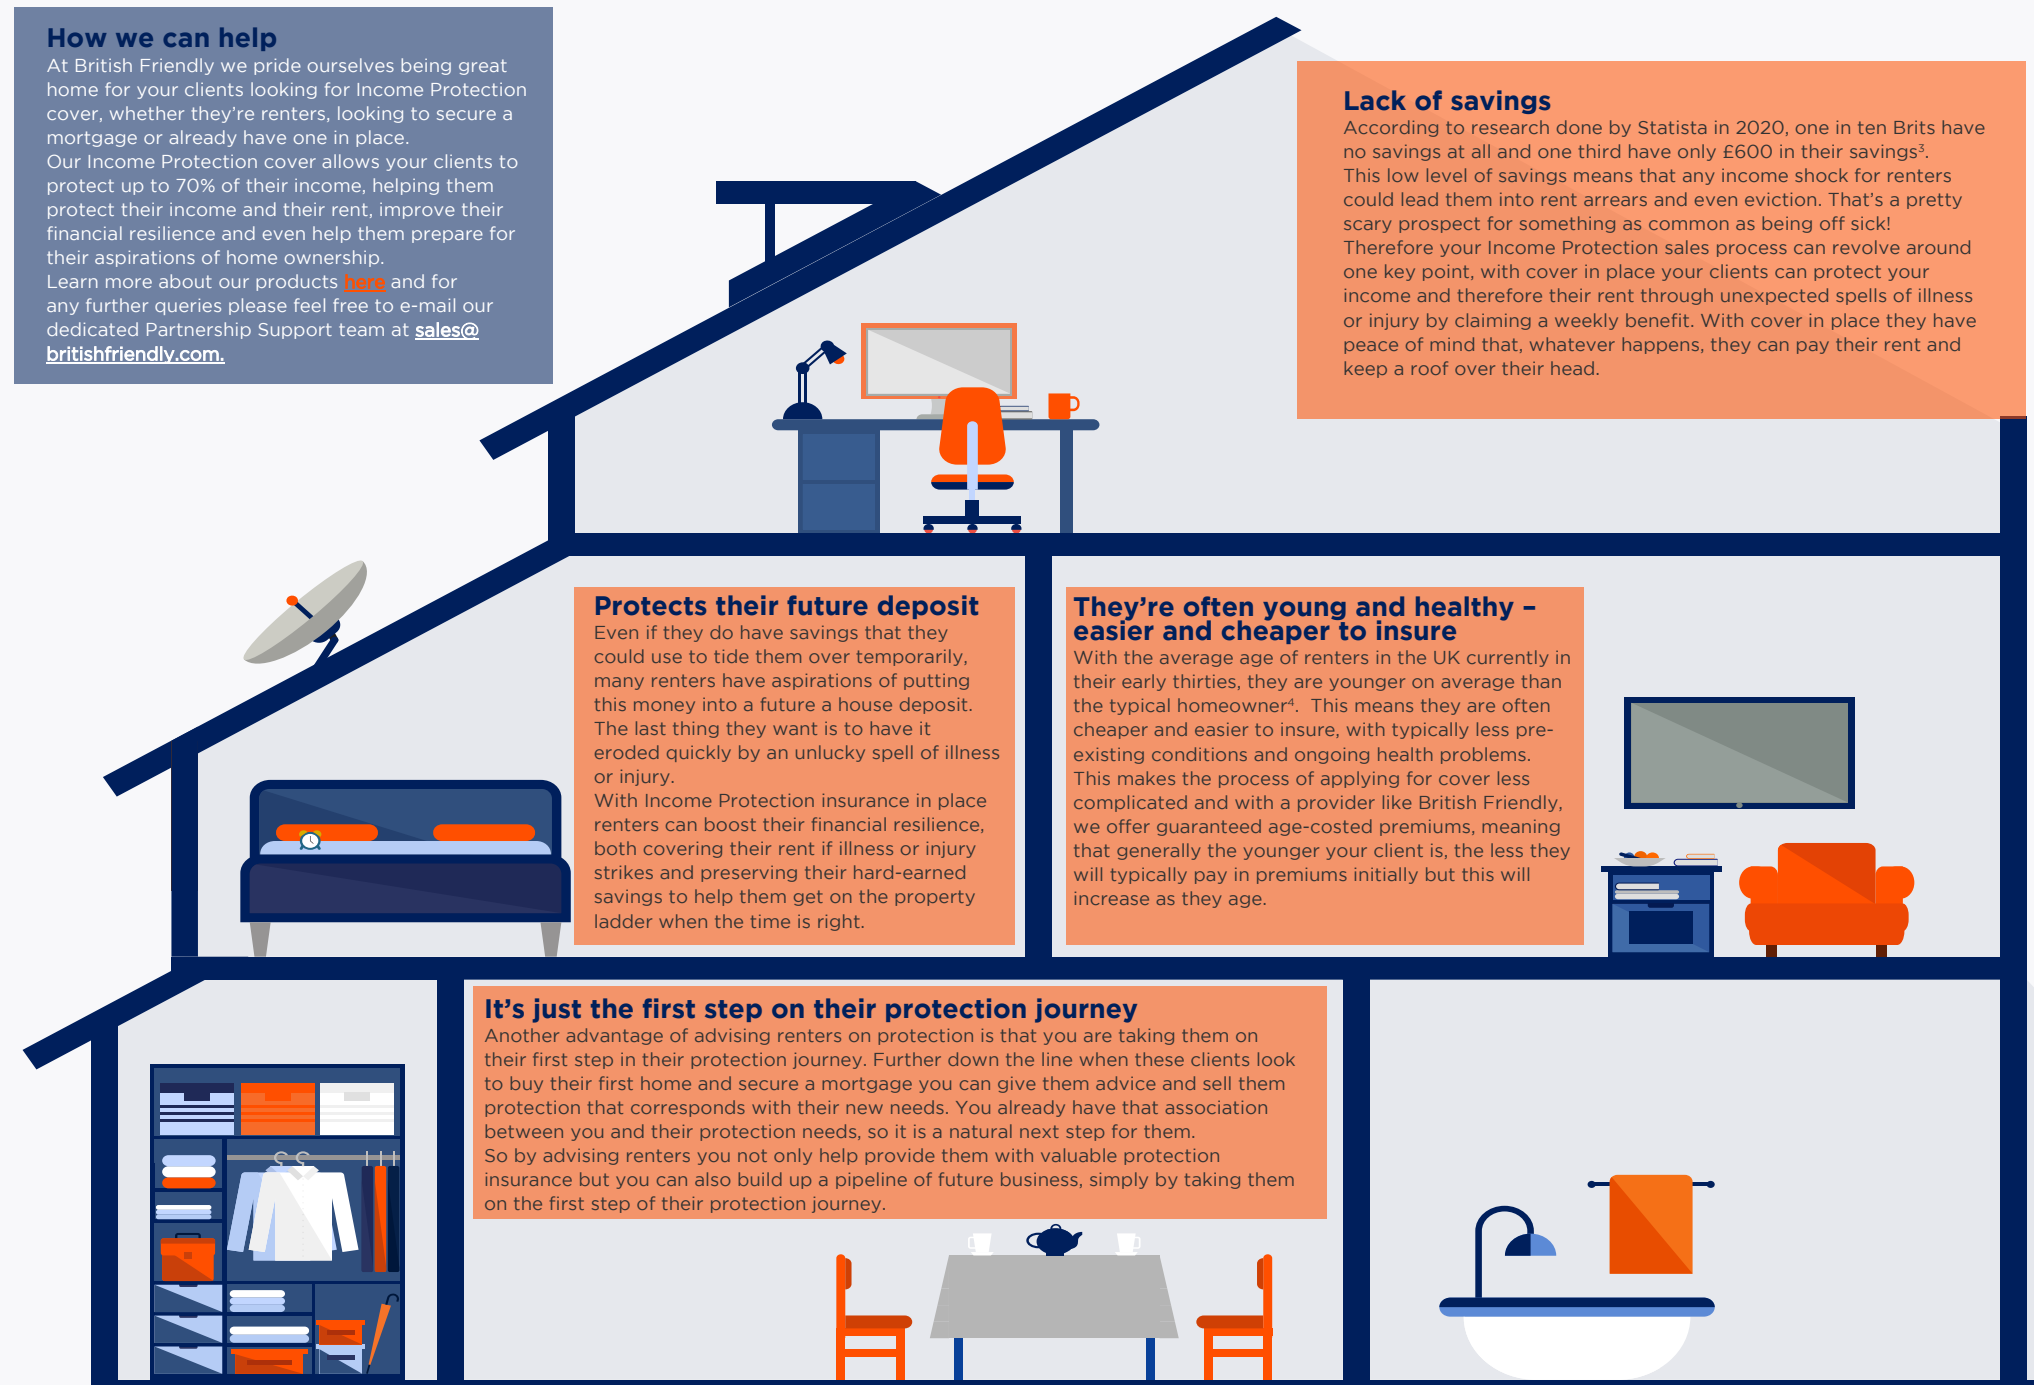 How we can help
At British Friendly we pride ourselves being great
home for your clients looking for Income Protection
cover, whether they're renters, looking to secure a
mortgage or already have one in place.
Our Income Protection cover allows your clients to
protect up to 70% of their income, helping them
protect their income and their rent, improve their
financial resilience and even help them prepare for
their aspirations of home ownership.
Learn more about our products here and for
any further queries please feel free to e-mail our
dedicated Partnership Support team at sales@
britishfriendly.com.
Lack of savings
According to research done by Statista in 2020, one in ten Brits have
no savings at all and one third have only £600 in their savings³.
This low level of savings means that any income shock for renters
could lead them into rent arrears and even eviction. That's a pretty
scary prospect for something as common as being off sick!
Therefore your Income Protection sales process can revolve around
one key point, with cover in place your clients can protect your
income and therefore their rent through unexpected spells of illness
or injury by claiming a weekly benefit. With cover in place they have
peace of mind that, whatever happens, they can pay their rent and
keep a roof over their head.
Protects their future deposit
Even if they do have savings that they
could use to tide them over temporarily,
many renters have aspirations of putting
this money into a future a house deposit.
The last thing they want is to have it
eroded quickly by an unlucky spell of illness
or injury.
With Income Protection insurance in place
renters can boost their financial resilience,
both covering their rent if illness or injury
strikes and preserving their hard-earned
savings to help them get on the property
ladder when the time is right.
They're often young and healthy –
easier and cheaper to insure
With the average age of renters in the UK currently in
their early thirties, they are younger on average than
the typical homeowner⁴. This means they are often
cheaper and easier to insure, with typically less pre-
existing conditions and ongoing health problems.
This makes the process of applying for cover less
complicated and with a provider like British Friendly,
we offer guaranteed age-costed premiums, meaning
that generally the younger your client is, the less they
will typically pay in premiums initially but this will
increase as they age.
It's just the first step on their protection journey
Another advantage of advising renters on protection is that you are taking them on
their first step in their protection journey. Further down the line when these clients look
to buy their first home and secure a mortgage you can give them advice and sell them
protection that corresponds with their new needs. You already have that association
between you and their protection needs, so it is a natural next step for them.
So by advising renters you not only help provide them with valuable protection
insurance but you can also build up a pipeline of future business, simply by taking them
on the first step of their protection journey.